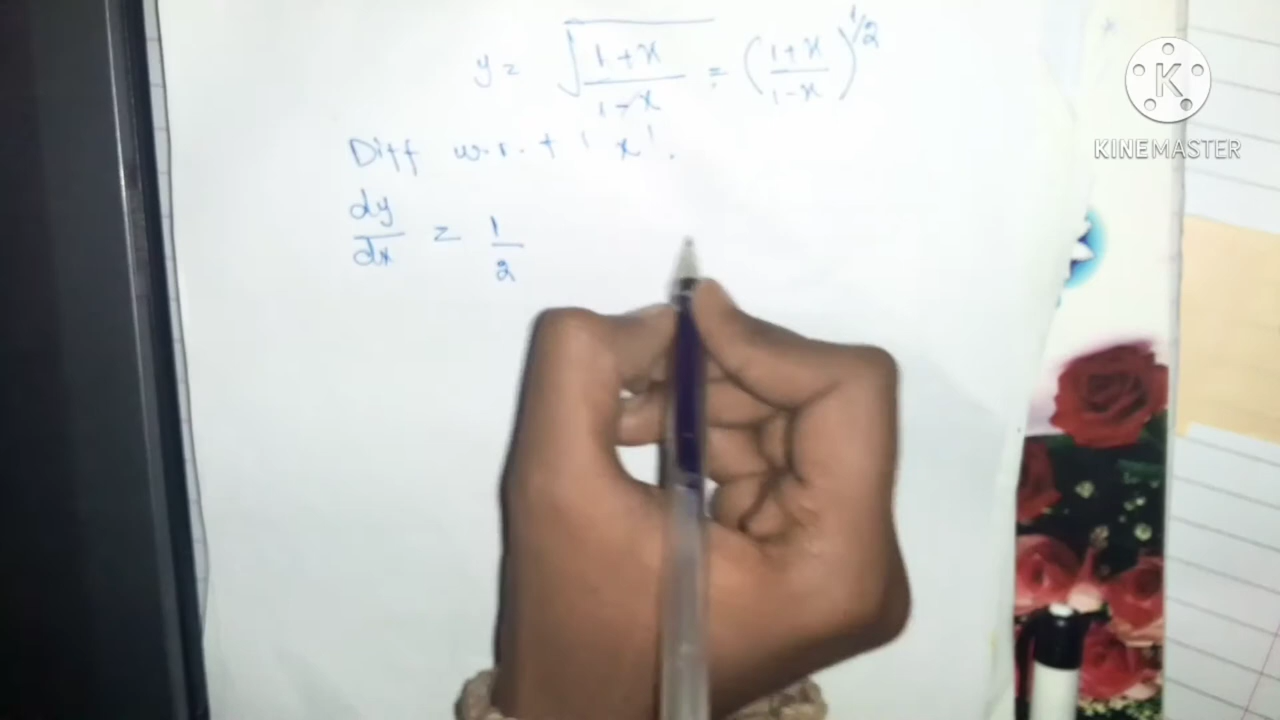 y = √(1+x / 1-x) = (1+x / 1-x)^1/2
Diff w.r.t 'x'.
dy/dx = 1/2
K
KINEMASTER